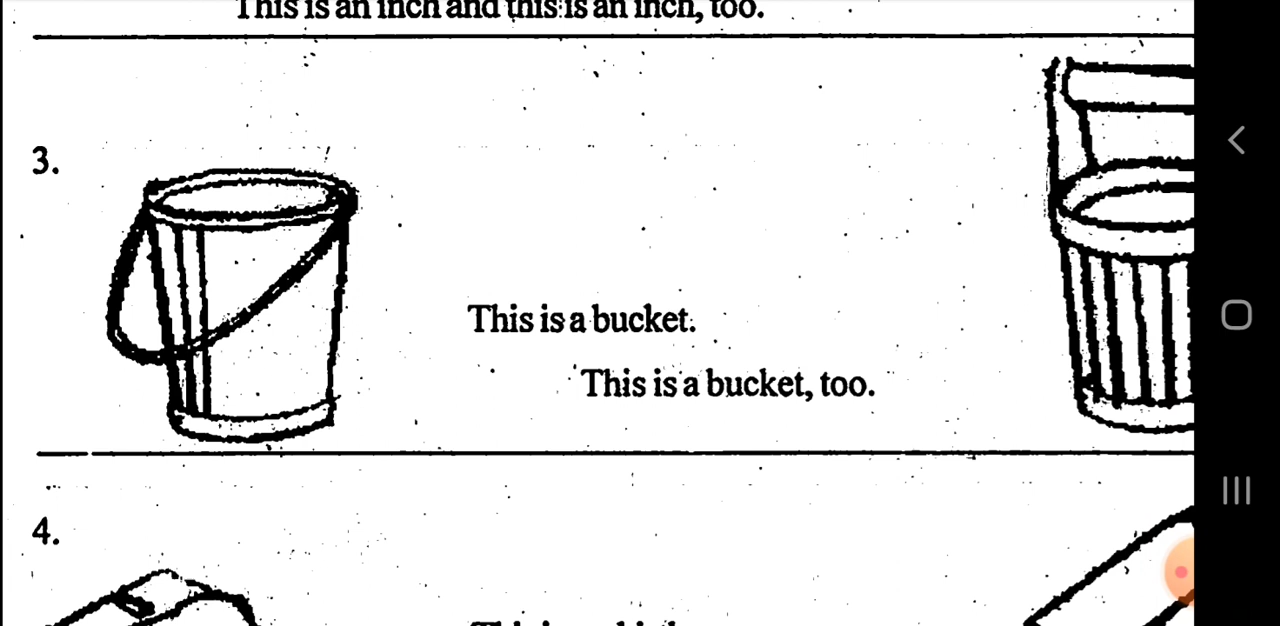 This is an inch and this is an inch, too.
3.
This is a bucket.
This is a bucket, too.
4.